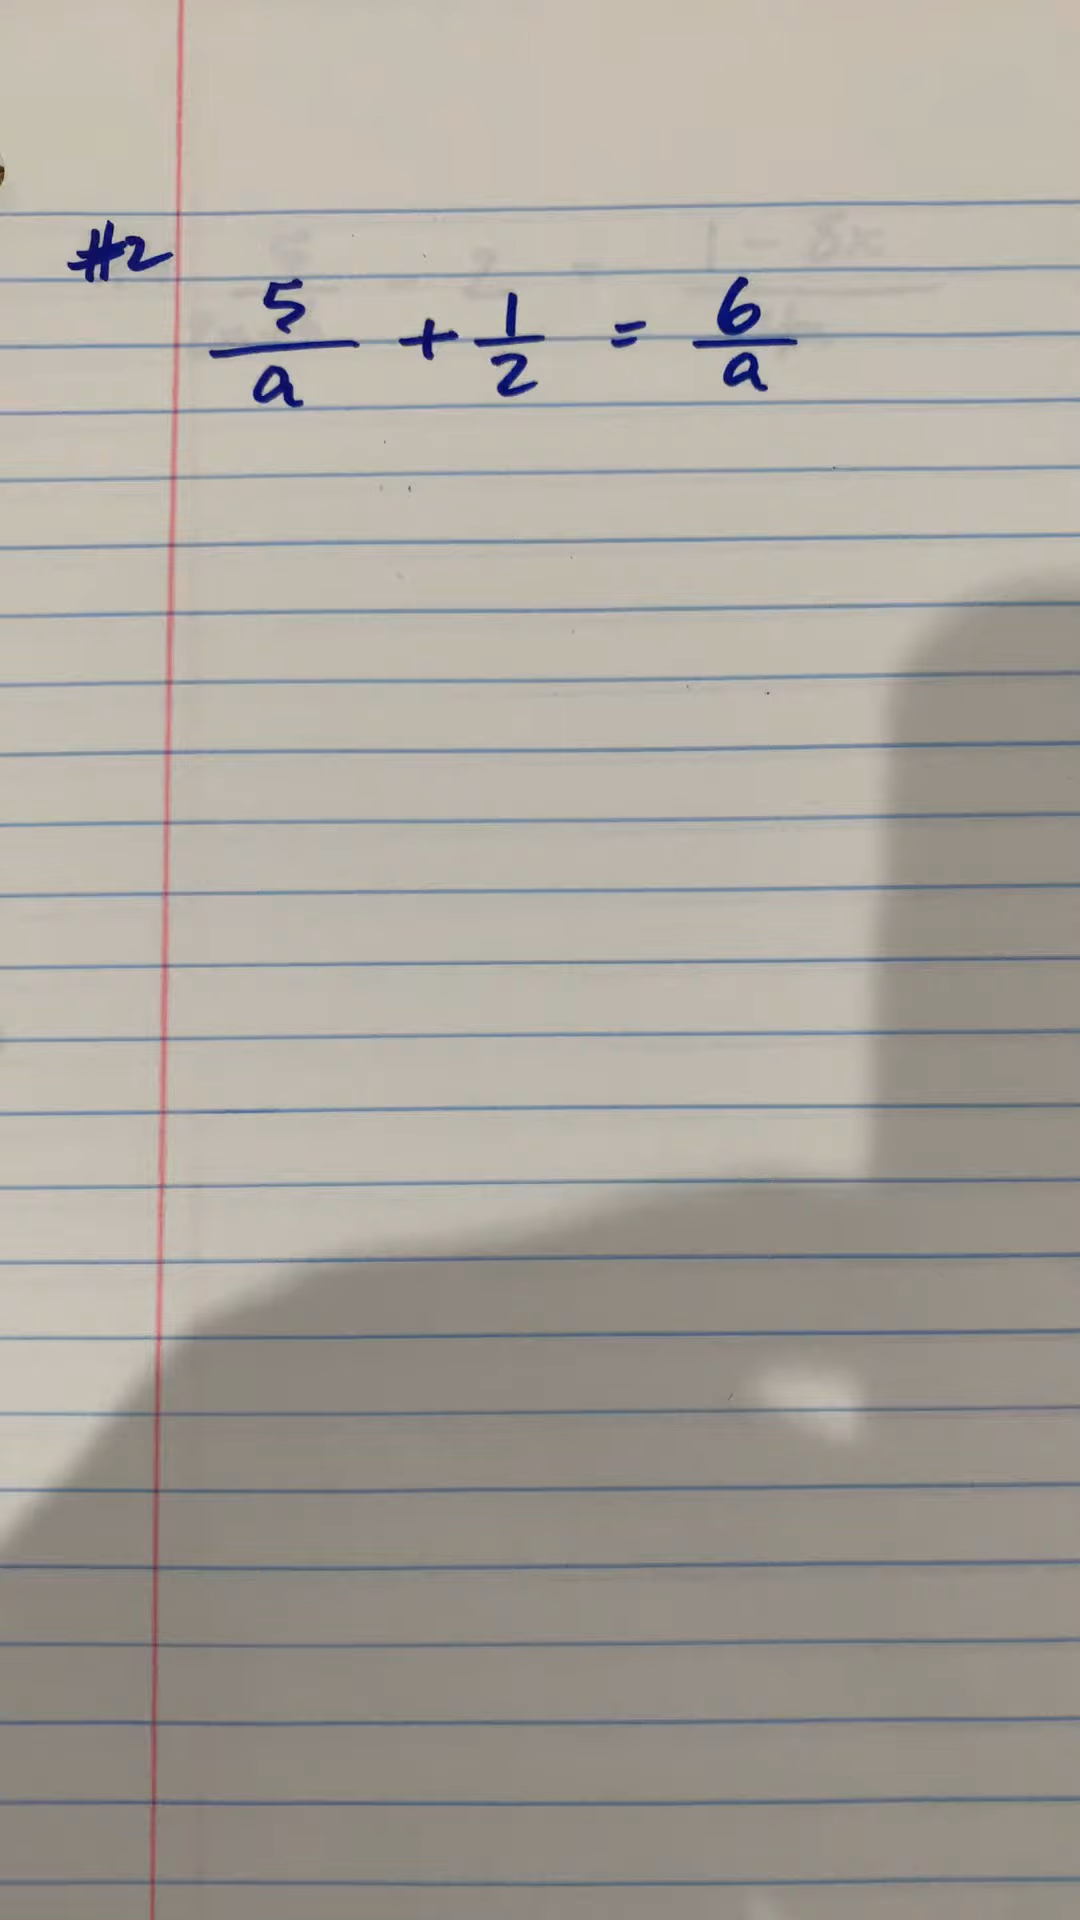 #2
5/a + 1/2 = 6/a